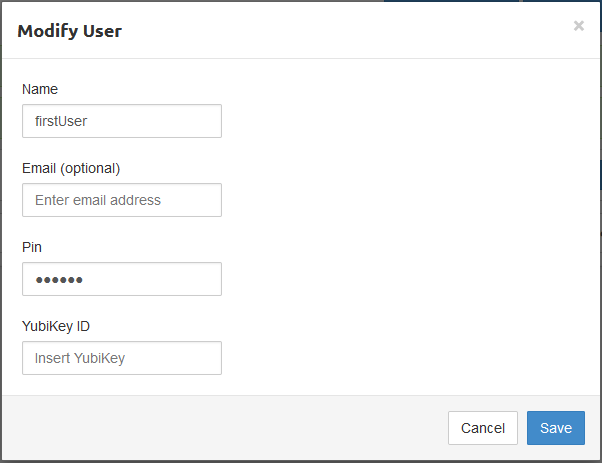 Modify User
×
Name
firstUser
Email (optional)
Enter email address
Pin
●●●●●●
YubiKey ID
Insert YubiKey
Cancel Save